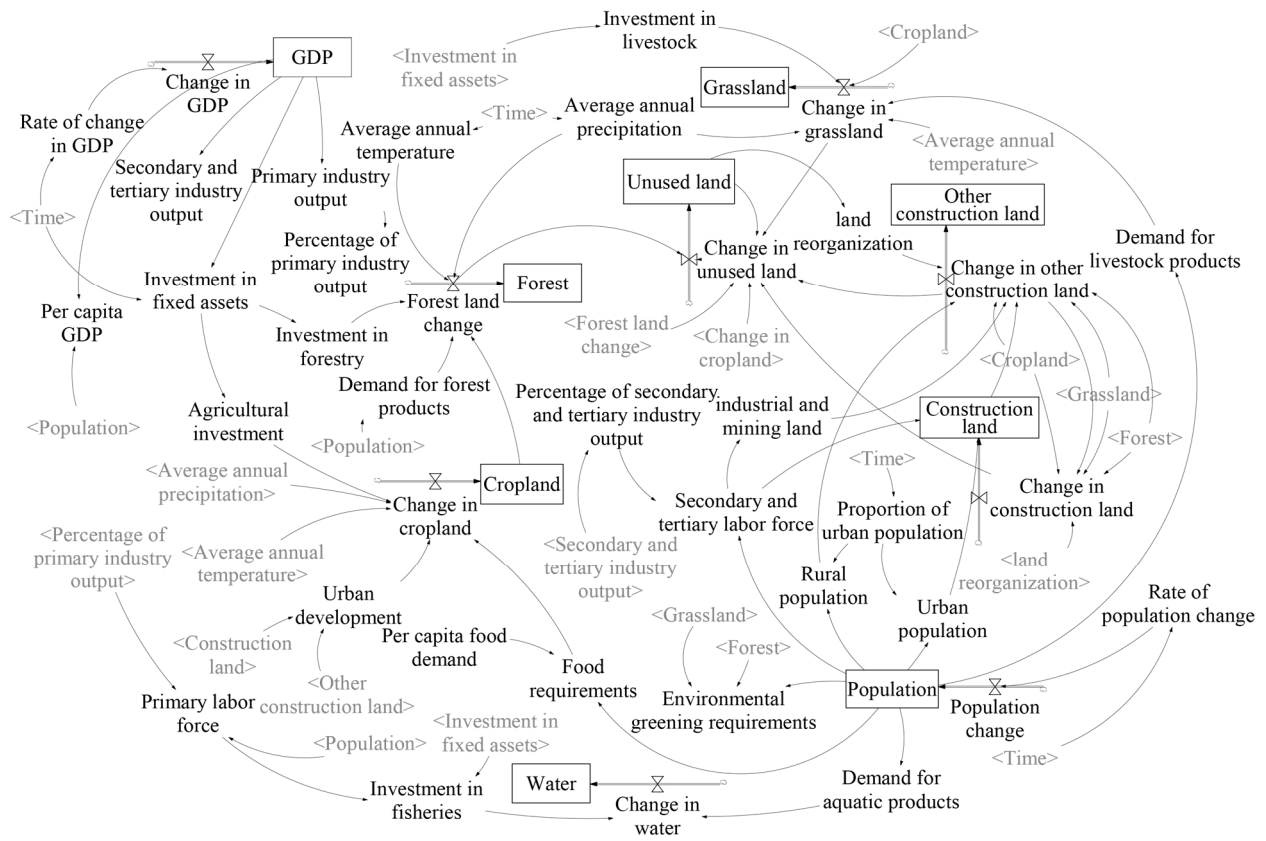 Investment in
livestock
<Cropland>
GDP
<Investment in
fixed assets>
Change in
GDP
Grassland
<Time>
Average annual
precipitation
Change in
grassland
Rate of change
in GDP
Average annual
temperature
<Average annual
temperature>
Secondary and
tertiary industry
output
Primary industry
output
Unused land
Other
construction land
<Time>
land
reorganization
Percentage of
primary industry
output
Change in
unused land
Demand for
livestock products
Investment in
fixed assets
Forest
Change in other
construction land
Per capita
GDP
Forest land
change
Investment in
forestry
<Forest land
change>
<Change in
cropland>
<Cropland>
Demand for forest
products
Percentage of secondary
and tertiary industry
output
industrial and
mining land
Construction
land
<Grassland>
Agricultural
investment
<Population>
<Population>
<Forest>
<Time>
<Average annual
precipitation>
Cropland
Change in
cropland
Secondary and
tertiary labor force
Proportion of
urban population
Change in
construction land
<Percentage of
primary industry
output>
<Average annual
temperature>
<Secondary and
tertiary industry
output>
<land
reorganization>
Rural
population
Urban
development
Urban
population
Rate of
population change
<Grassland>
<Construction
land>
Per capita food
demand
<Forest>
Food
requirements
Environmental
greening requirements
Population
Population
change
Primary labor
force
<Other
construction land>
<Investment in
fixed assets>
<Population>
<Time>
Water
Investment in
fisheries
Change in
water
Demand for
aquatic products